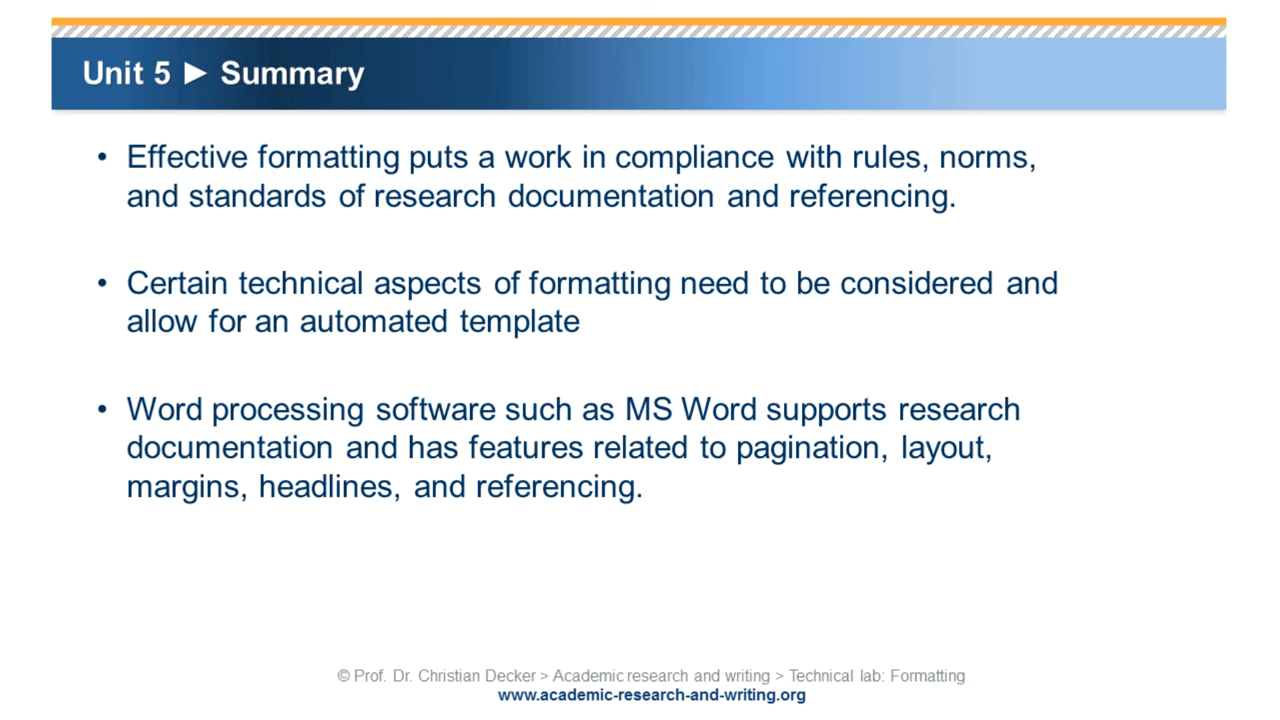 Unit 5 ► Summary
• Effective formatting puts a work in compliance with rules, norms,
and standards of research documentation and referencing.
• Certain technical aspects of formatting need to be considered and
allow for an automated template
• Word processing software such as MS Word supports research
documentation and has features related to pagination, layout,
margins, headlines, and referencing.
© Prof. Dr. Christian Decker > Academic research and writing > Technical lab: Formatting
www.academic-research-and-writing.org